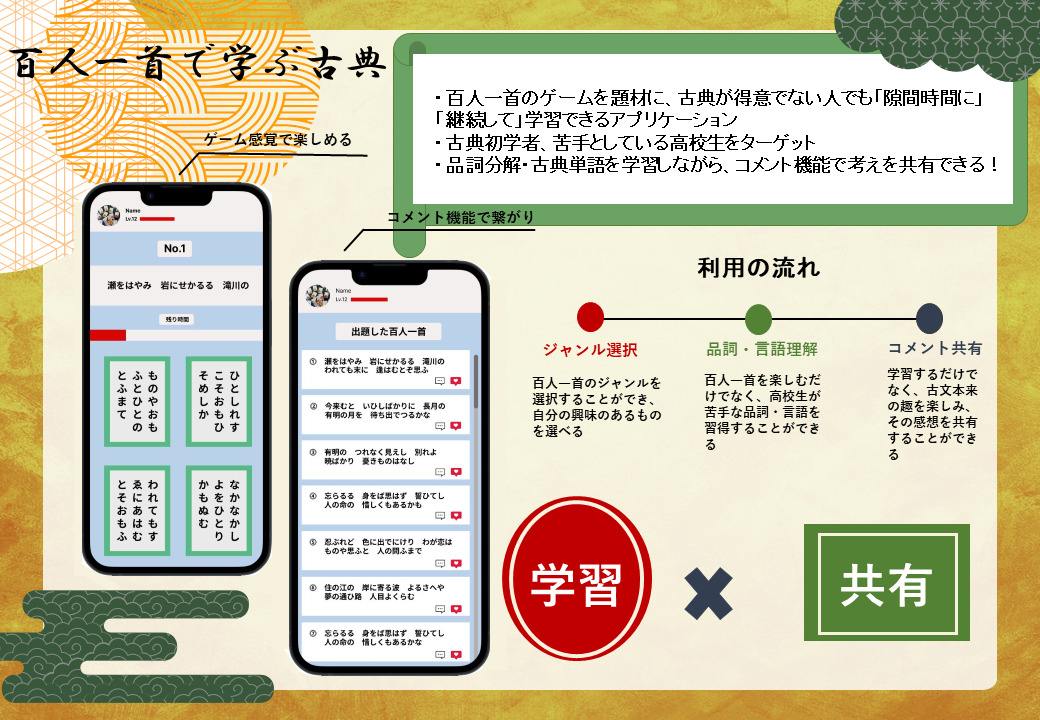 百人一首で学ぶ古典
・百人一首のゲームを題材に、古典が得意でない人でも「隙間時間に」
「継続して」学習できるアプリケーション
・古典初学者、苦手としている高校生をターゲット
・品詞分解・古典単語を学習しながら、コメント機能で考えを共有できる！
ゲーム感覚で楽しめる
Name
Lv.12
No.1
瀬をはやみ　岩にせかるる　滝川の
残り時間
ものやおも
ふとひとの
とふまて
ひとしれす
こそおもひ
そめしか
われてもす
ゑにあはむ
とそおもふ
なかなかし
よをひとり
かもぬむ
コメント機能で繋がり
Name
Lv.12
出題した百人一首
① 瀬をはやみ　岩にせかるる　滝川の
われても末に　逢はむとぞ思ふ
② 今来むと　いひしばかりに　長月の
有明の月を　待ち出でつるかな
③ 有明の　つれなく見えし　別れよ
暁ばかり　憂きものはなし
④ 忘らるる　身をば思はず　誓ひてし
人の命の　惜しくもあるかも
⑤ 忍ぶれど　色に出でにけり　わが恋は
ものや思ふと　人の問ふまで
⑥ 住の江の　岸に寄る波　よるさへや
夢の通ひ路　人目よくらむ
⑦ 忘らるる　身をば思はず　誓ひてし
人の命の　惜しくもあるかな
利用の流れ
ジャンル選択
百人一首のジャンルを
選択することができ、
自分の興味のあるもの
を選べる
品詞・言語理解
百人一首を楽しむだ
けでなく、高校生が
苦手な品詞・言語を
習得することができ
る
コメント共有
学習するだけで
なく、古文本来
の趣を楽しみ、
その感想を共有
することができ
る
学習
共有